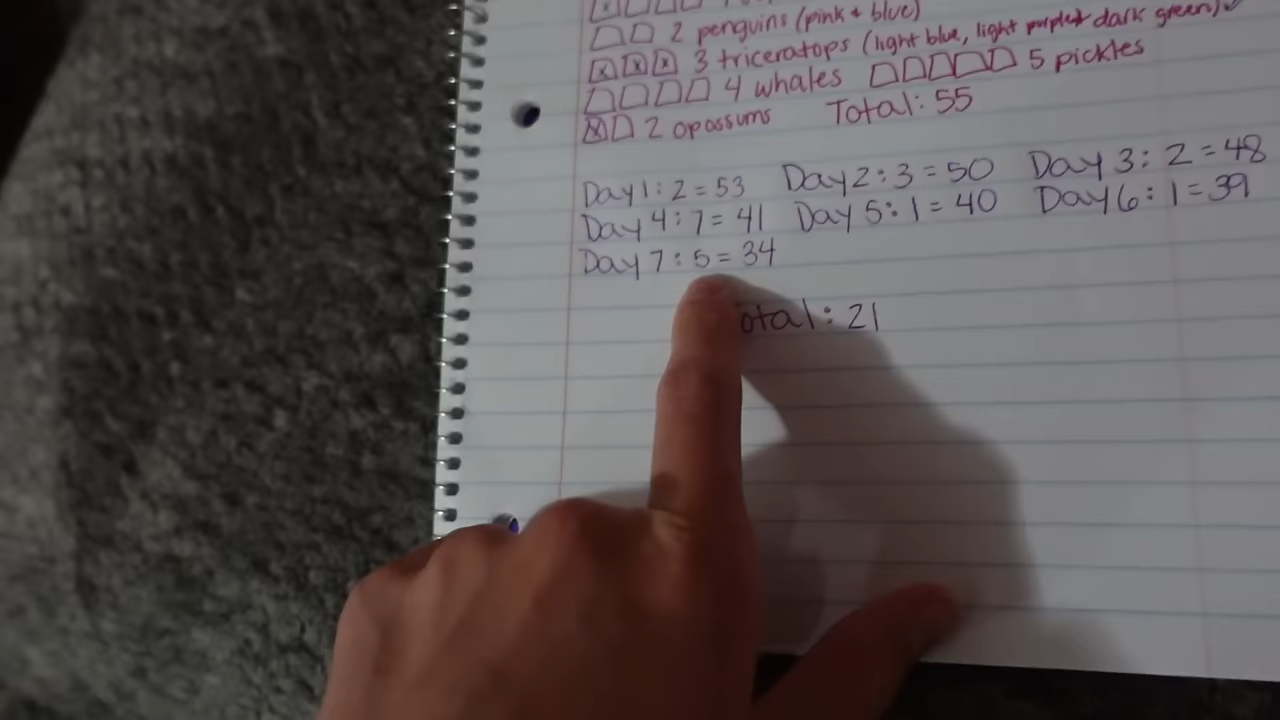 2 penguins (pink + blue)
3 triceratops (light blue, light purple + dark green)
4 whales 5 pickles
2 opossums Total: 55
Day 1: 2 = 53 Day 2: 3 = 50 Day 3: 2 = 48
Day 4: 7 = 41 Day 5: 1 = 40 Day 6: 1 = 39
Day 7: 5 = 34
otal: 21